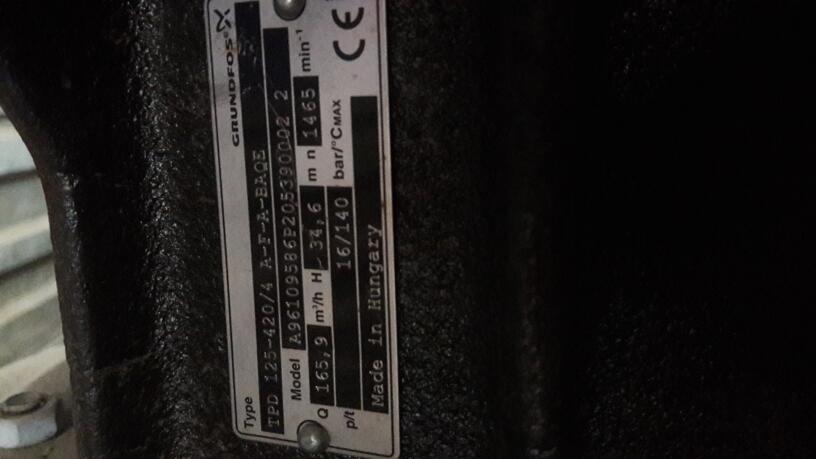 GRUNDFOS
Type
TPD 125-420/4 A-F-A-BAQE
Model A96109586P20539D002 2
Q 165,9 m³/h H 34,6 m n 1465 min⁻¹
p/t 16/140 bar/°CMAX
Made in Hungary
CE